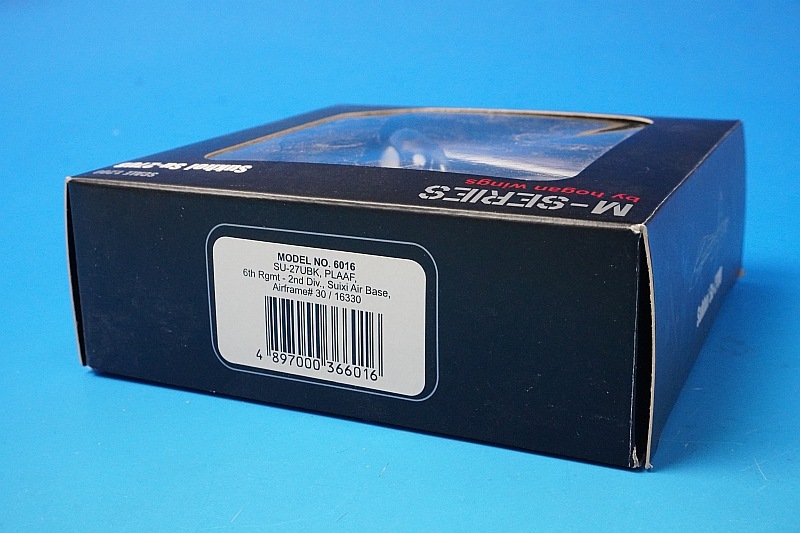 M-SERIES
by hogan wings
MODEL NO. 6016
SU-27UBK, PLAAF,
6th Rgmt - 2nd Div., Suixi Air Base,
Airframe# 30 / 16330
4 897000 366016